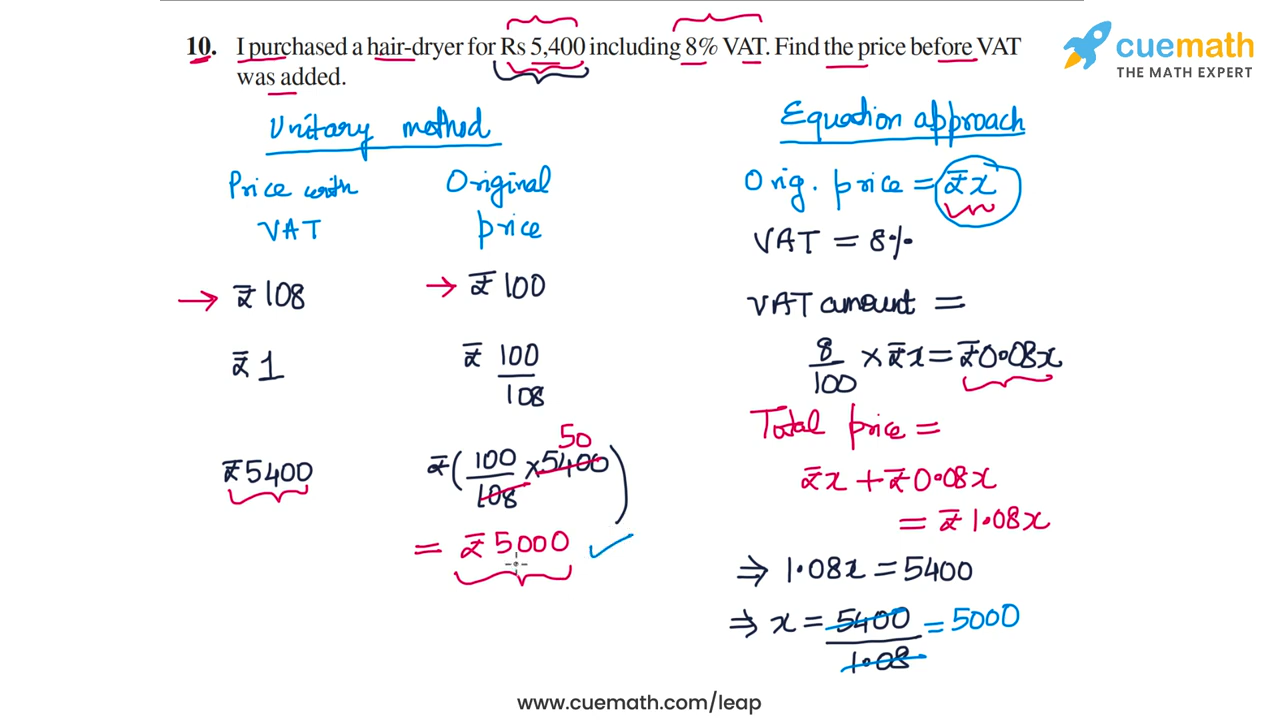 10. I purchased a hair-dryer for Rs 5,400 including 8% VAT. Find the price before VAT
was added.
cuemath
THE MATH EXPERT
Unitary method
Price with
VAT
Original
price
→ ₹ 108
→ ₹ 100
₹ 1
₹ 100/108
₹ 5400
₹ (100/108 × 5400)
50
= ₹ 5000 ✓
Equation approach
Orig. price = ₹ x
VAT = 8%
VAT amount =
8/100 × ₹ x = ₹ 0.08x
Total price =
₹ x + ₹ 0.08x
= ₹ 1.08x
⇒ 1.08x = 5400
⇒ x = 5400/1.08 = 5000
www.cuemath.com/leap